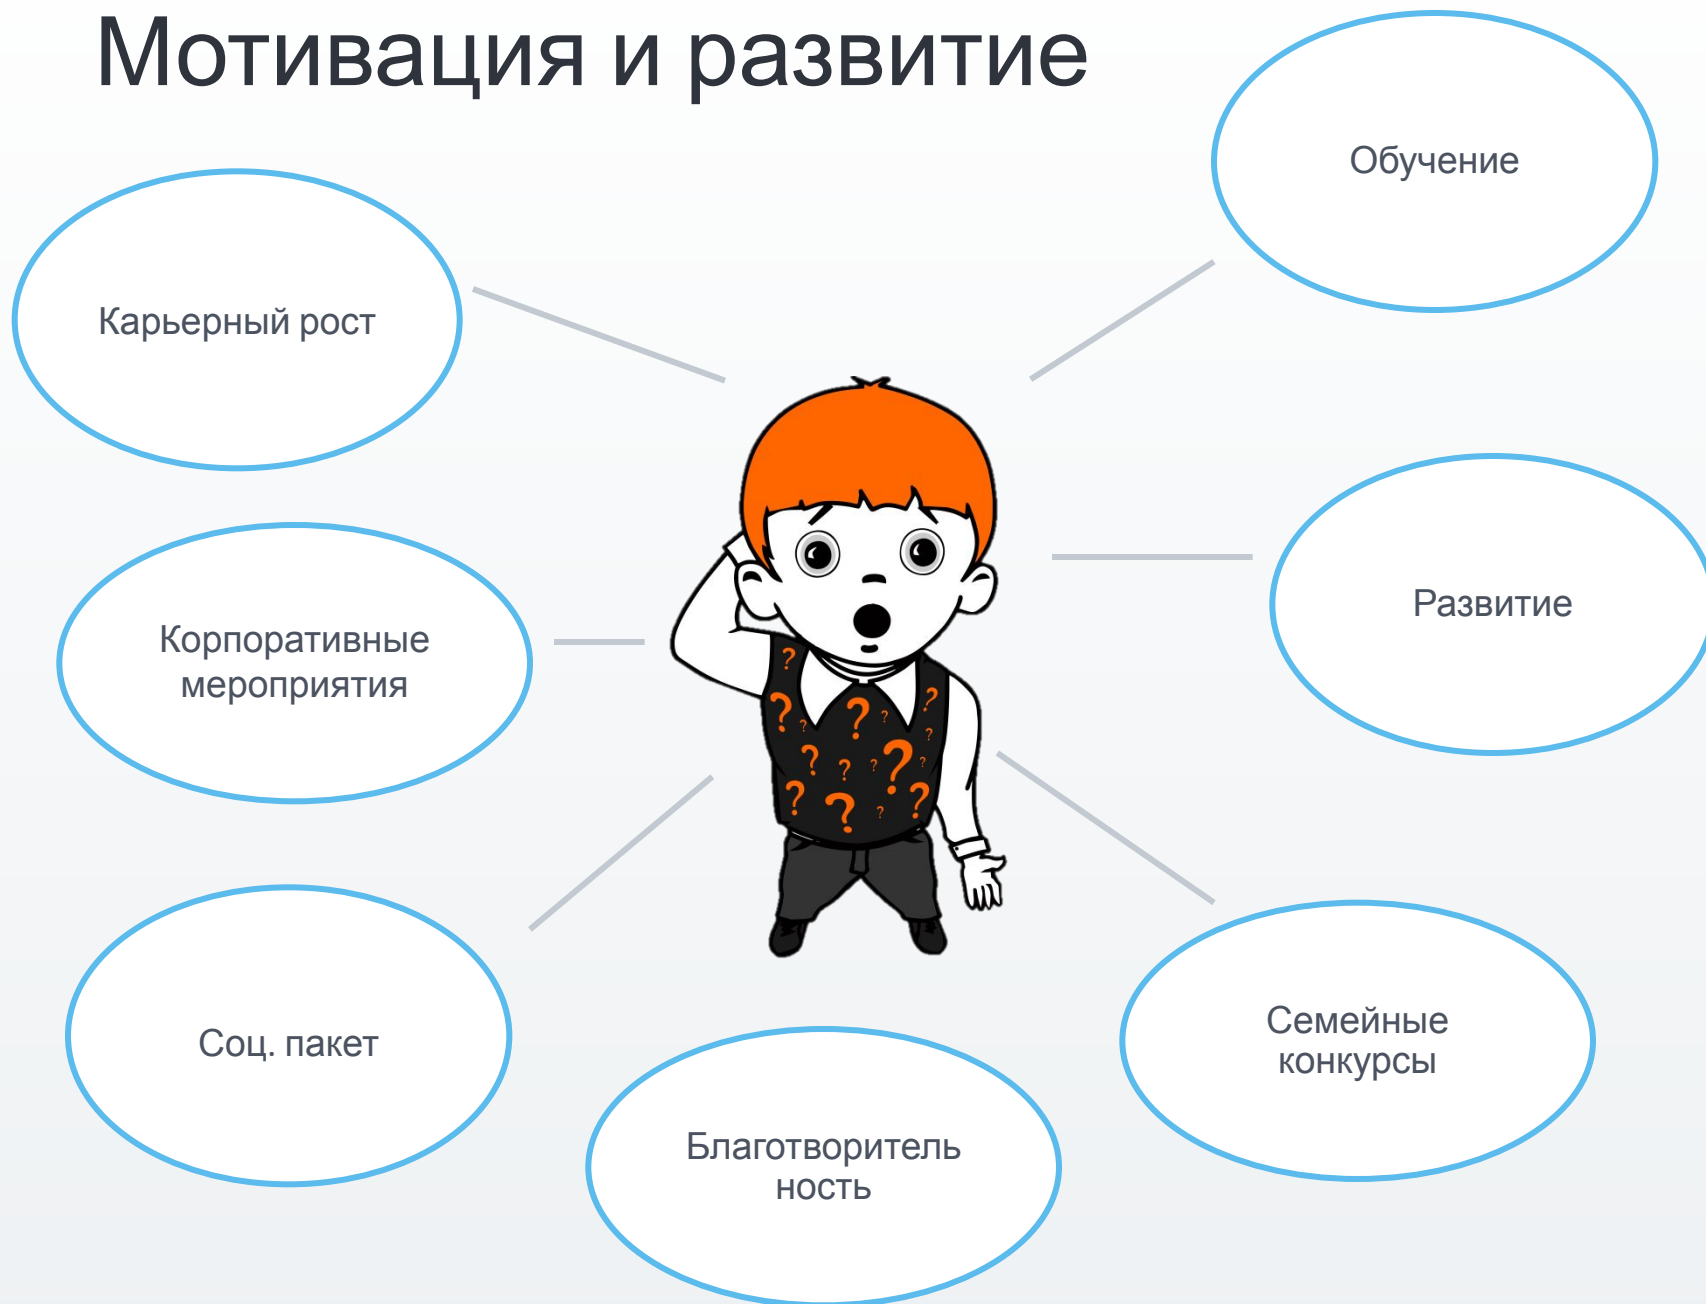 Мотивация и развитие
Обучение
Карьерный рост
Развитие
Корпоративные
мероприятия
Соц. пакет
Семейные
конкурсы
Благотворитель
ность